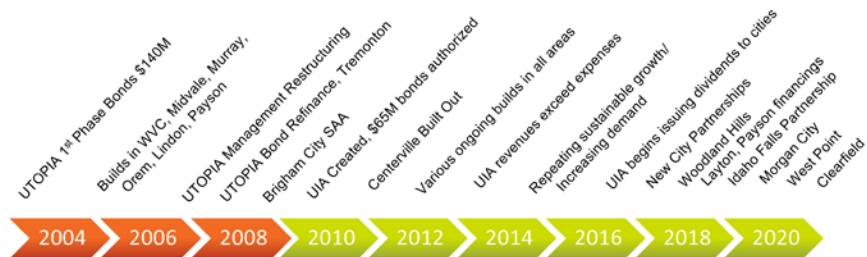 UTOPIA 1st Phase Bonds $140M
Builds in WVC, Midvale, Murray,
Orem, Lindon, Payson
UTOPIA Management Restructuring
UTOPIA Bond Refinance, Tremonton
Brigham City SAA
UIA Created, $65M bonds authorized
Centerville Built Out
Various ongoing builds in all areas
UIA revenues exceed expenses
Repeating sustainable growth/
Increasing demand
UIA begins issuing dividends to cities
New City Partnerships
Woodland Hills
Layton, Payson financings
Idaho Falls Partnership
Morgan City
West Point
Clearfield
2004
2006
2008
2010
2012
2014
2016
2018
2020